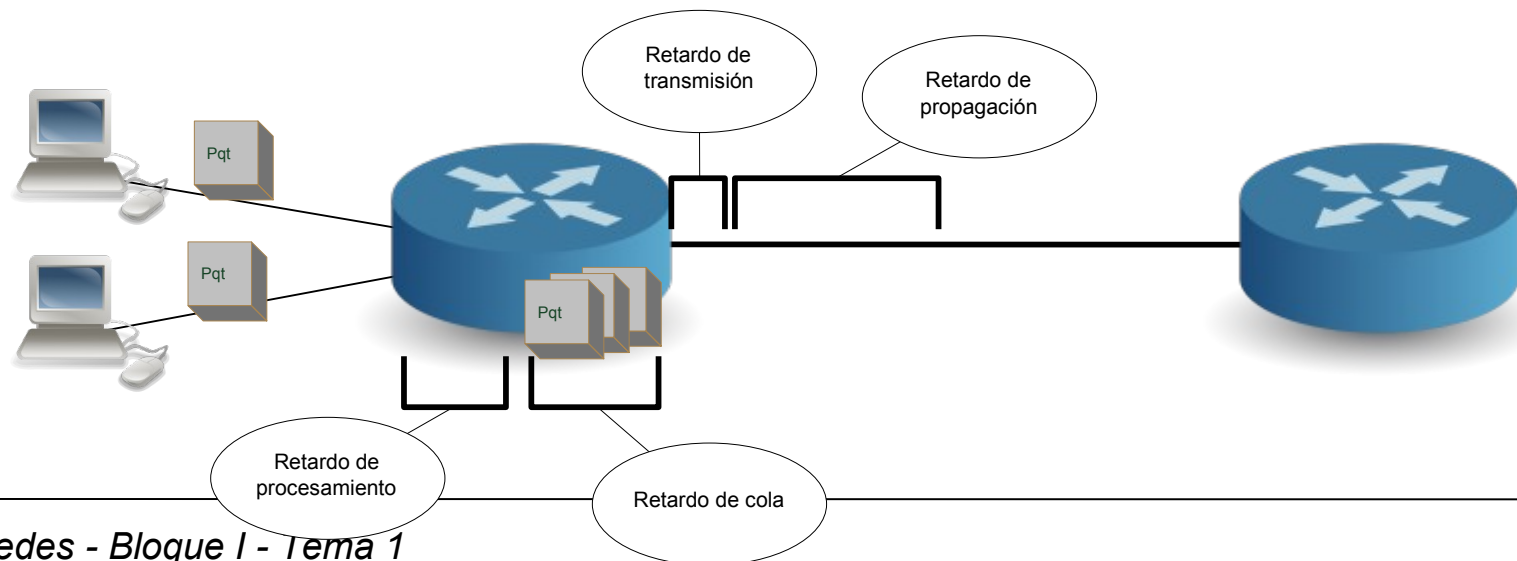 Retardo de
transmisión
Retardo de
propagación
Pqt
Pqt
Pqt
Retardo de
procesamiento
Retardo de cola
edes - Bloque I - Tema 1